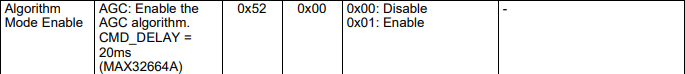 Algorithm Mode Enable AGC: Enable the AGC algorithm. CMD_DELAY = 20ms (MAX32664A) 0x52 0x00 0x00: Disable 0x01: Enable -